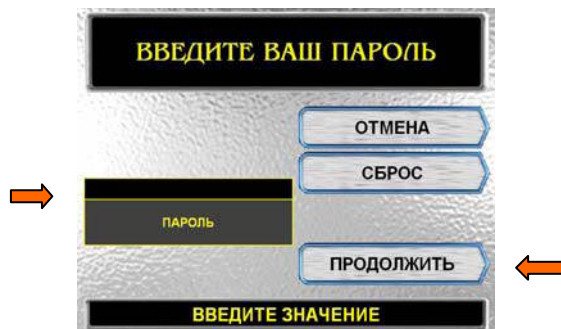 ВВЕДИТЕ ВАШ ПАРОЛЬ
ОТМЕНА
СБРОС
ПАРОЛЬ
ПРОДОЛЖИТЬ
ВВЕДИТЕ ЗНАЧЕНИЕ